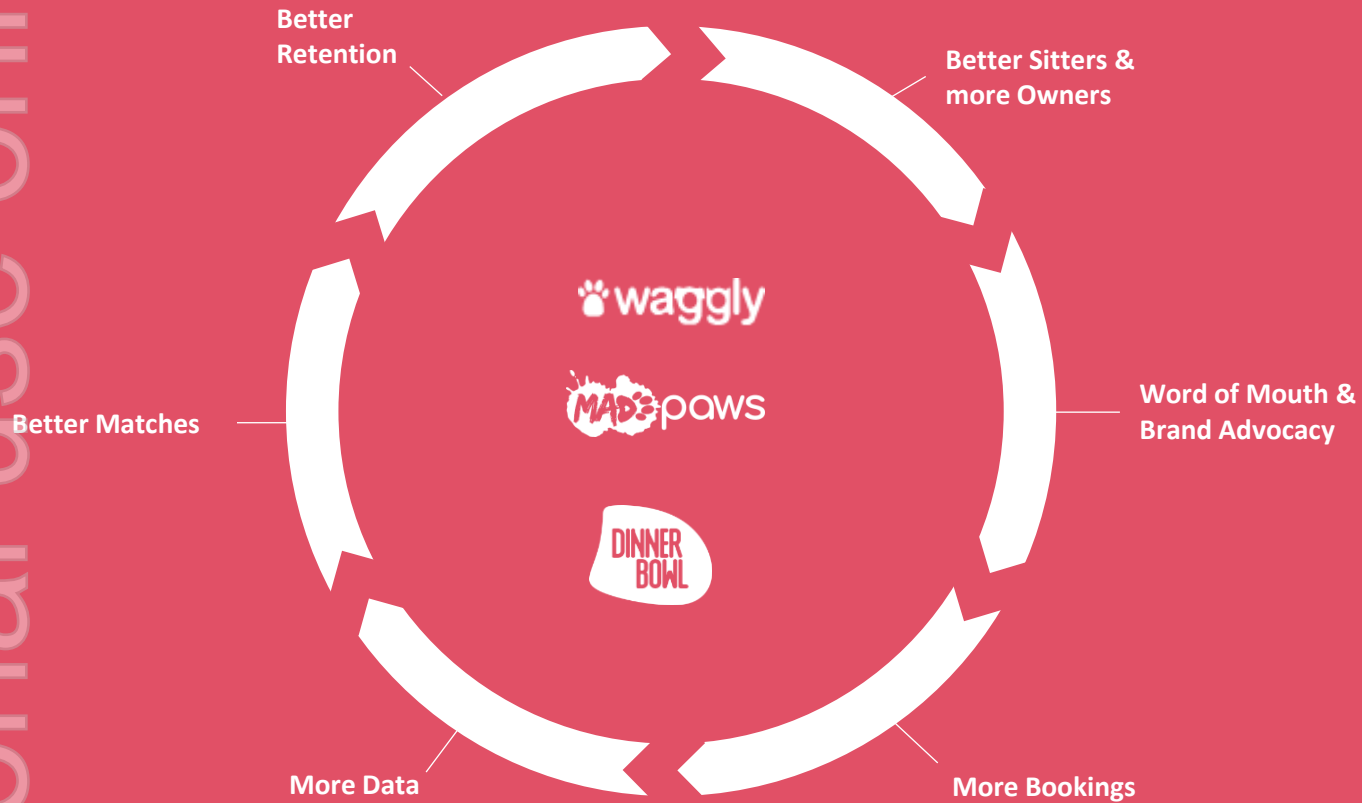 Better
Retention
Better Sitters &
more Owners
waggly
MAD paws
Better Matches
Word of Mouth &
Brand Advocacy
DINNER
BOWL
More Data
More Bookings